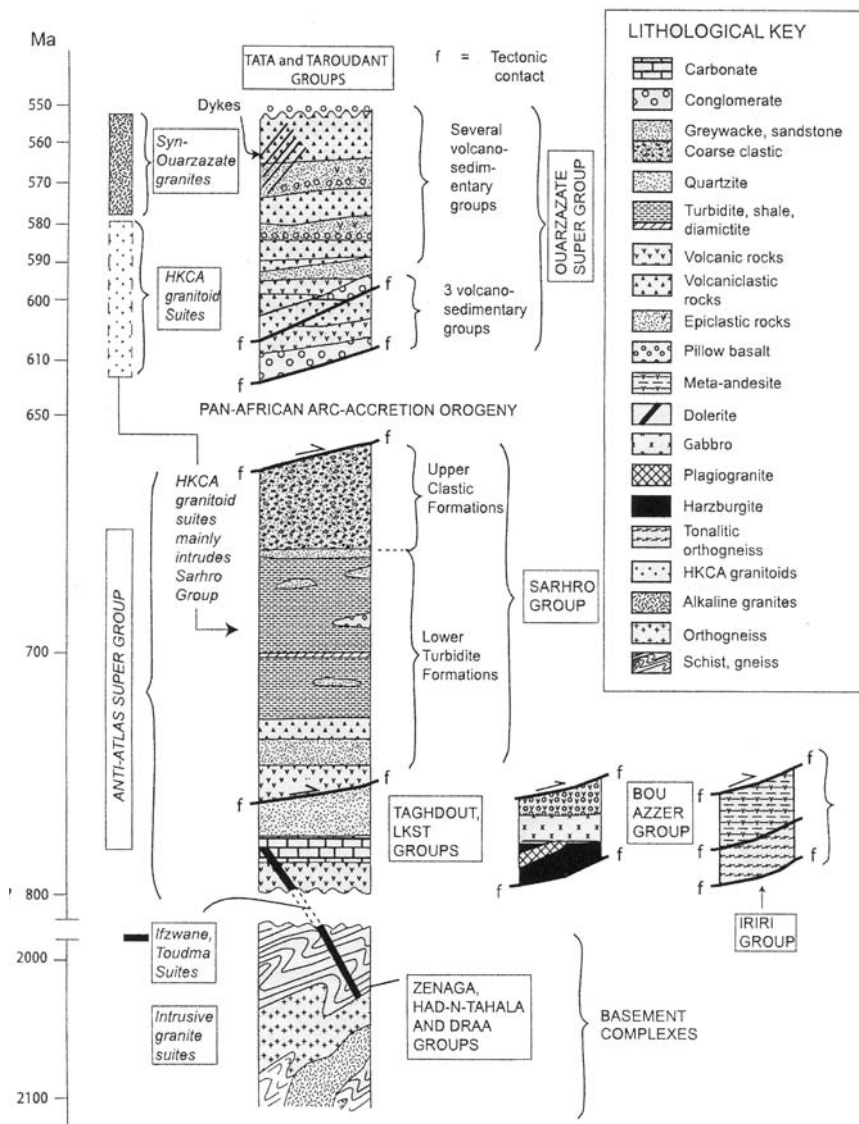 Ma
TATA and TAROUDANT
GROUPS
f = Tectonic
contact
Dykes
550
560
570
580
590
600
610
650
700
800
2000
2100
Syn-
Ouarzazate
granites
HKCA
granitoid
Suites
Several
volcano-
sedim-
entary
groups
3 volcano-
sedimentary
groups
OUARZAZATE
SUPER GROUP
f
f
f
f
PAN-AFRICAN ARC-ACCRETION OROGENY
f
f
HKCA
granitoid
suites
mainly
intrudes
Sarhro
Group
ANTI-ATLAS SUPER GROUP
Upper
Clastic
Formations
Lower
Turbidite
Formations
SARHRO
GROUP
f
f
TAGHDOUT,
LKST
GROUPS
f
f
f
f
BOU
AZZER
GROUP
f
f
f
f
f
f
IRIRI
GROUP
Ifzwane,
Toudma
Suites
Intrusive
granite
suites
ZENAGA,
HAD-N-TAHALA
AND DRAA
GROUPS
BASEMENT
COMPLEXES
LITHOLOGICAL KEY
Carbonate
Conglomerate
Greywacke, sandstone
Coarse clastic
Quartzite
Turbidite, shale,
diamictite
Volcanic rocks
Volcaniclastic
rocks
Epiclastic rocks
Pillow basalt
Meta-andesite
Dolerite
Gabbro
Plagiogranite
Harzburgite
Tonalitic
orthogneiss
HKCA granitoids
Alkaline granites
Orthogneiss
Schist, gneiss